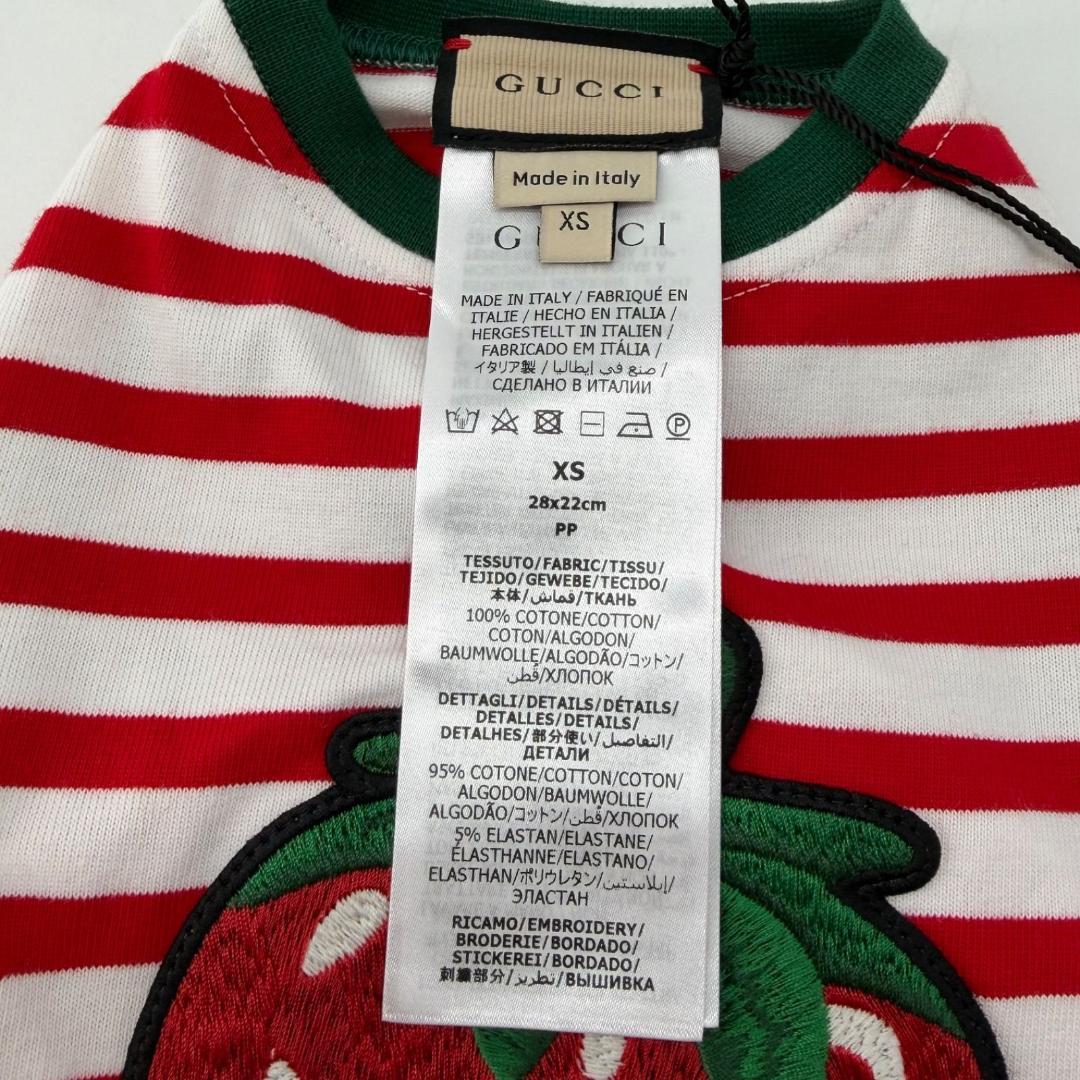 GUCCI
Made in Italy
XS
G CI
MADE IN ITALY / FABRIQUÉ EN
ITALIE / HECHO EN ITALIA /
HERGESTELLT IN ITALIEN /
FABRICADO EM ITÁLIA /
イタリア製 / صنع في إيطاليا /
СДЕЛАНО В ИТАЛИИ
P
XS
28x22cm
PP
TESSUTO/FABRIC/TISSU/
TEJIDO/GEWEBE/TECIDO/
本体/قماش/ТКАНЬ
100% COTONE/COTTON/
COTON/ALGODON/
BAUMWOLLE/ALGODÃO/コットン/
قطن/ХЛОПОК
DETTAGLI/DETAILS/DÉTAILS/
DETALLES/DETAILS/
DETALHES/部分使い/التفاصيل/
ДЕТАЛИ
95% COTONE/COTTON/COTON/
ALGODON/BAUMWOLLE/
ALGODÃO/コットン/قطن/ХЛОПОК
5% ELASTAN/ELASTANE/
ÉLASTHANNE/ELASTANO/
ELASTHAN/ポリウレタン/إيلاستين/
ЭЛАСТАН
RICAMO/EMBROIDERY/
BRODERIE/BORDADO/
STICKEREI/BORDADO/
刺繍部分/تطريز/ВЫШИВКА